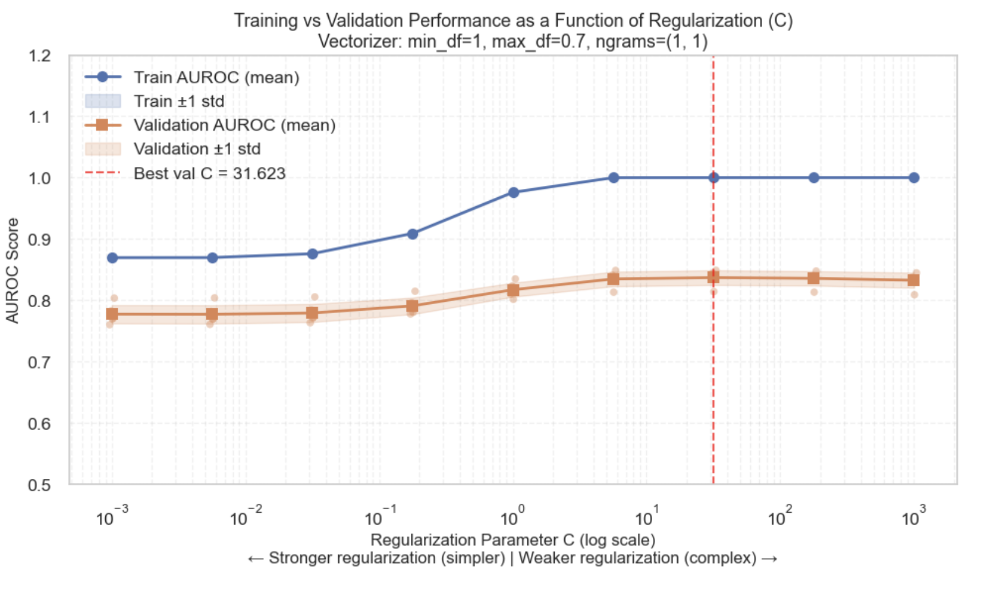 Training vs Validation Performance as a Function of Regularization (C)
Vectorizer: min_df=1, max_df=0.7, ngrams=(1, 1)
Train AUROC (mean)
Train ±1 std
Validation AUROC (mean)
Validation ±1 std
Best val C = 31.623
AUROC Score
1.2
1.1
1.0
0.9
0.8
0.7
0.6
0.5
10⁻³ 10⁻² 10⁻¹ 10⁰ 10¹ 10² 10³
Regularization Parameter C (log scale)
← Stronger regularization (simpler) | Weaker regularization (complex) →